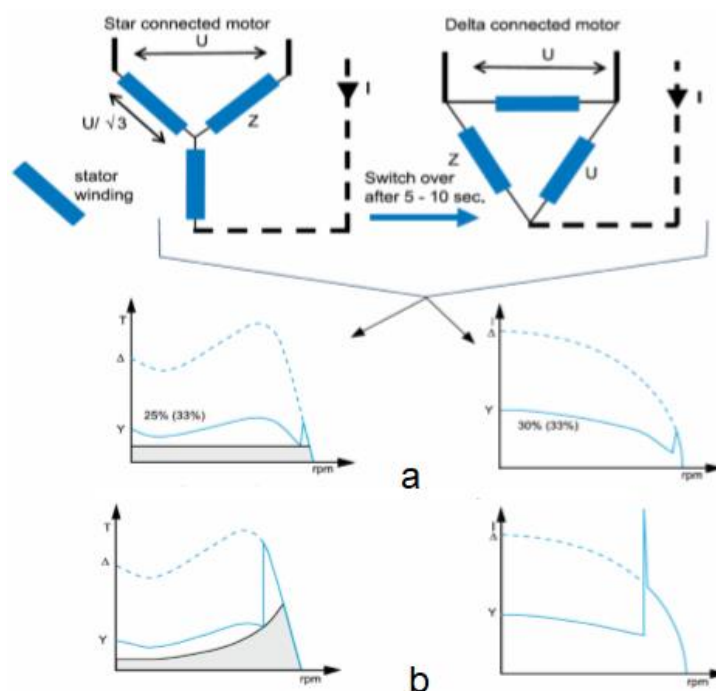 Star connected motor
Delta connected motor
U
U
I
I
U/ √3
Z
Z
U
stator
winding
Switch over
after 5 - 10 sec.
T
Δ
Y
25% (33%)
rpm
I
Δ
Y
30% (33%)
rpm
a
T
Δ
Y
rpm
I
Δ
Y
rpm
b